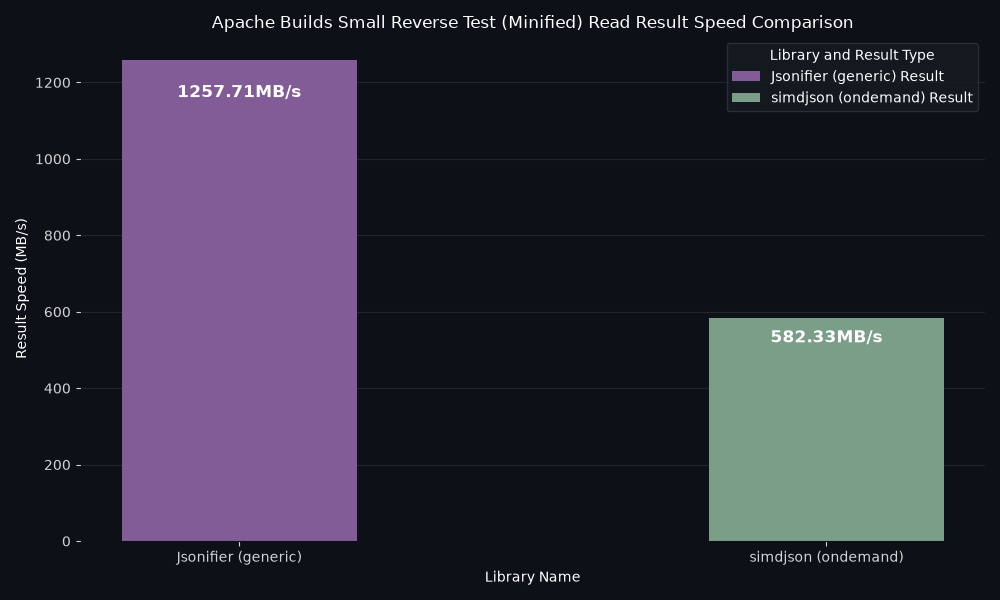 Apache Builds Small Reverse Test (Minified) Read Result Speed Comparison
Library and Result Type
Jsonifier (generic) Result
simdjson (ondemand) Result
1257.71MB/s
582.33MB/s
Result Speed (MB/s)
1200
1000
800
600
400
200
0
Jsonifier (generic)
simdjson (ondemand)
Library Name